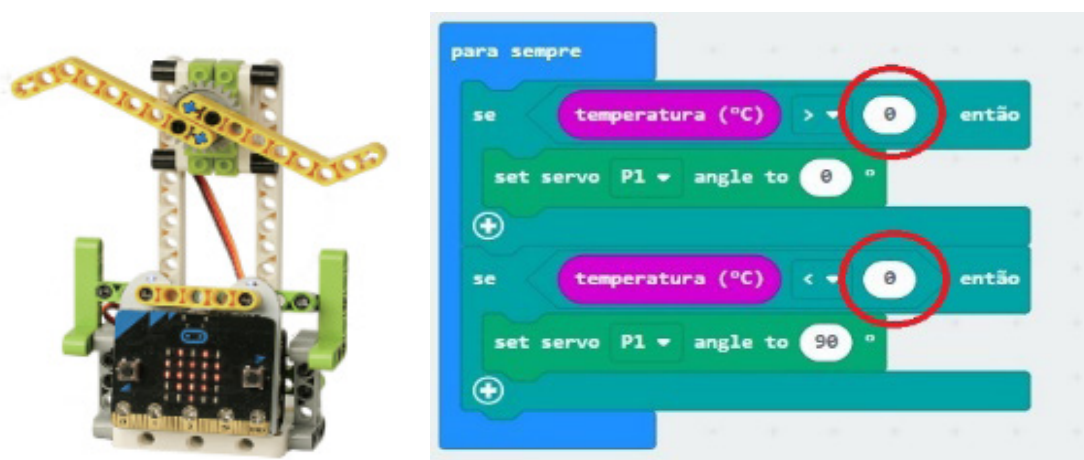 para sempre
se temperatura (°C) > 0 então
set servo P1 angle to 0 °
se temperatura (°C) < 0 então
set servo P1 angle to 90 °